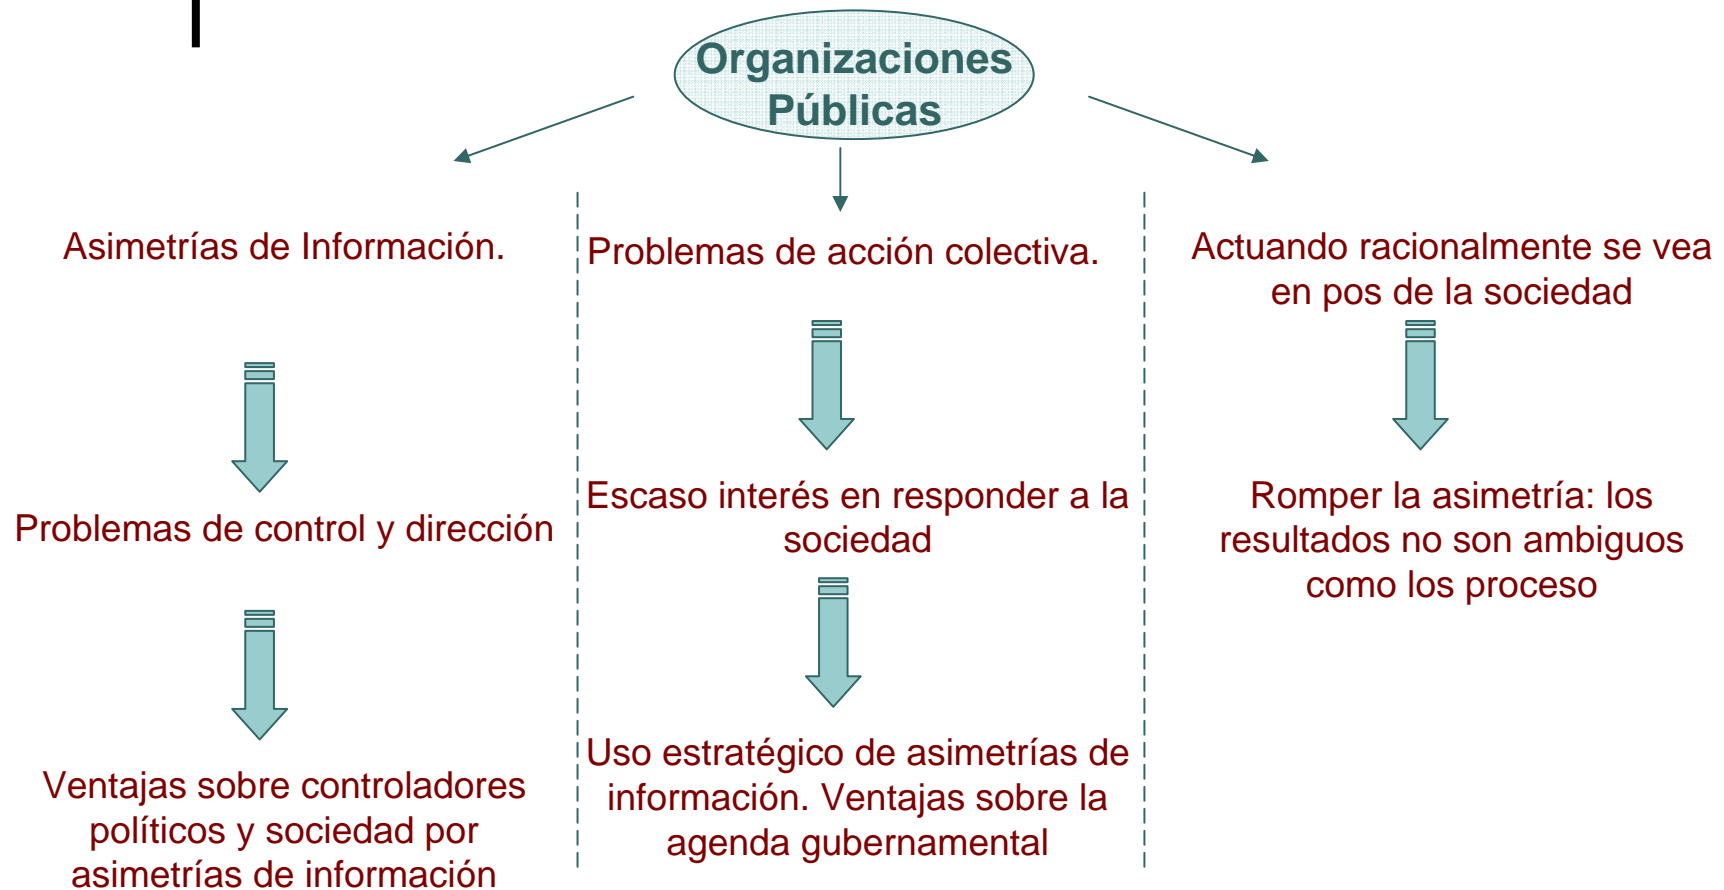 Organizaciones
Públicas
Asimetrías de Información.
Problemas de control y dirección
Ventajas sobre controladores
políticos y sociedad por
asimetrías de información
Problemas de acción colectiva.
Escaso interés en responder a la
sociedad
Uso estratégico de asimetrías de
información. Ventajas sobre la
agenda gubernamental
Actuando racionalmente se vea
en pos de la sociedad
Romper la asimetría: los
resultados no son ambiguos
como los proceso